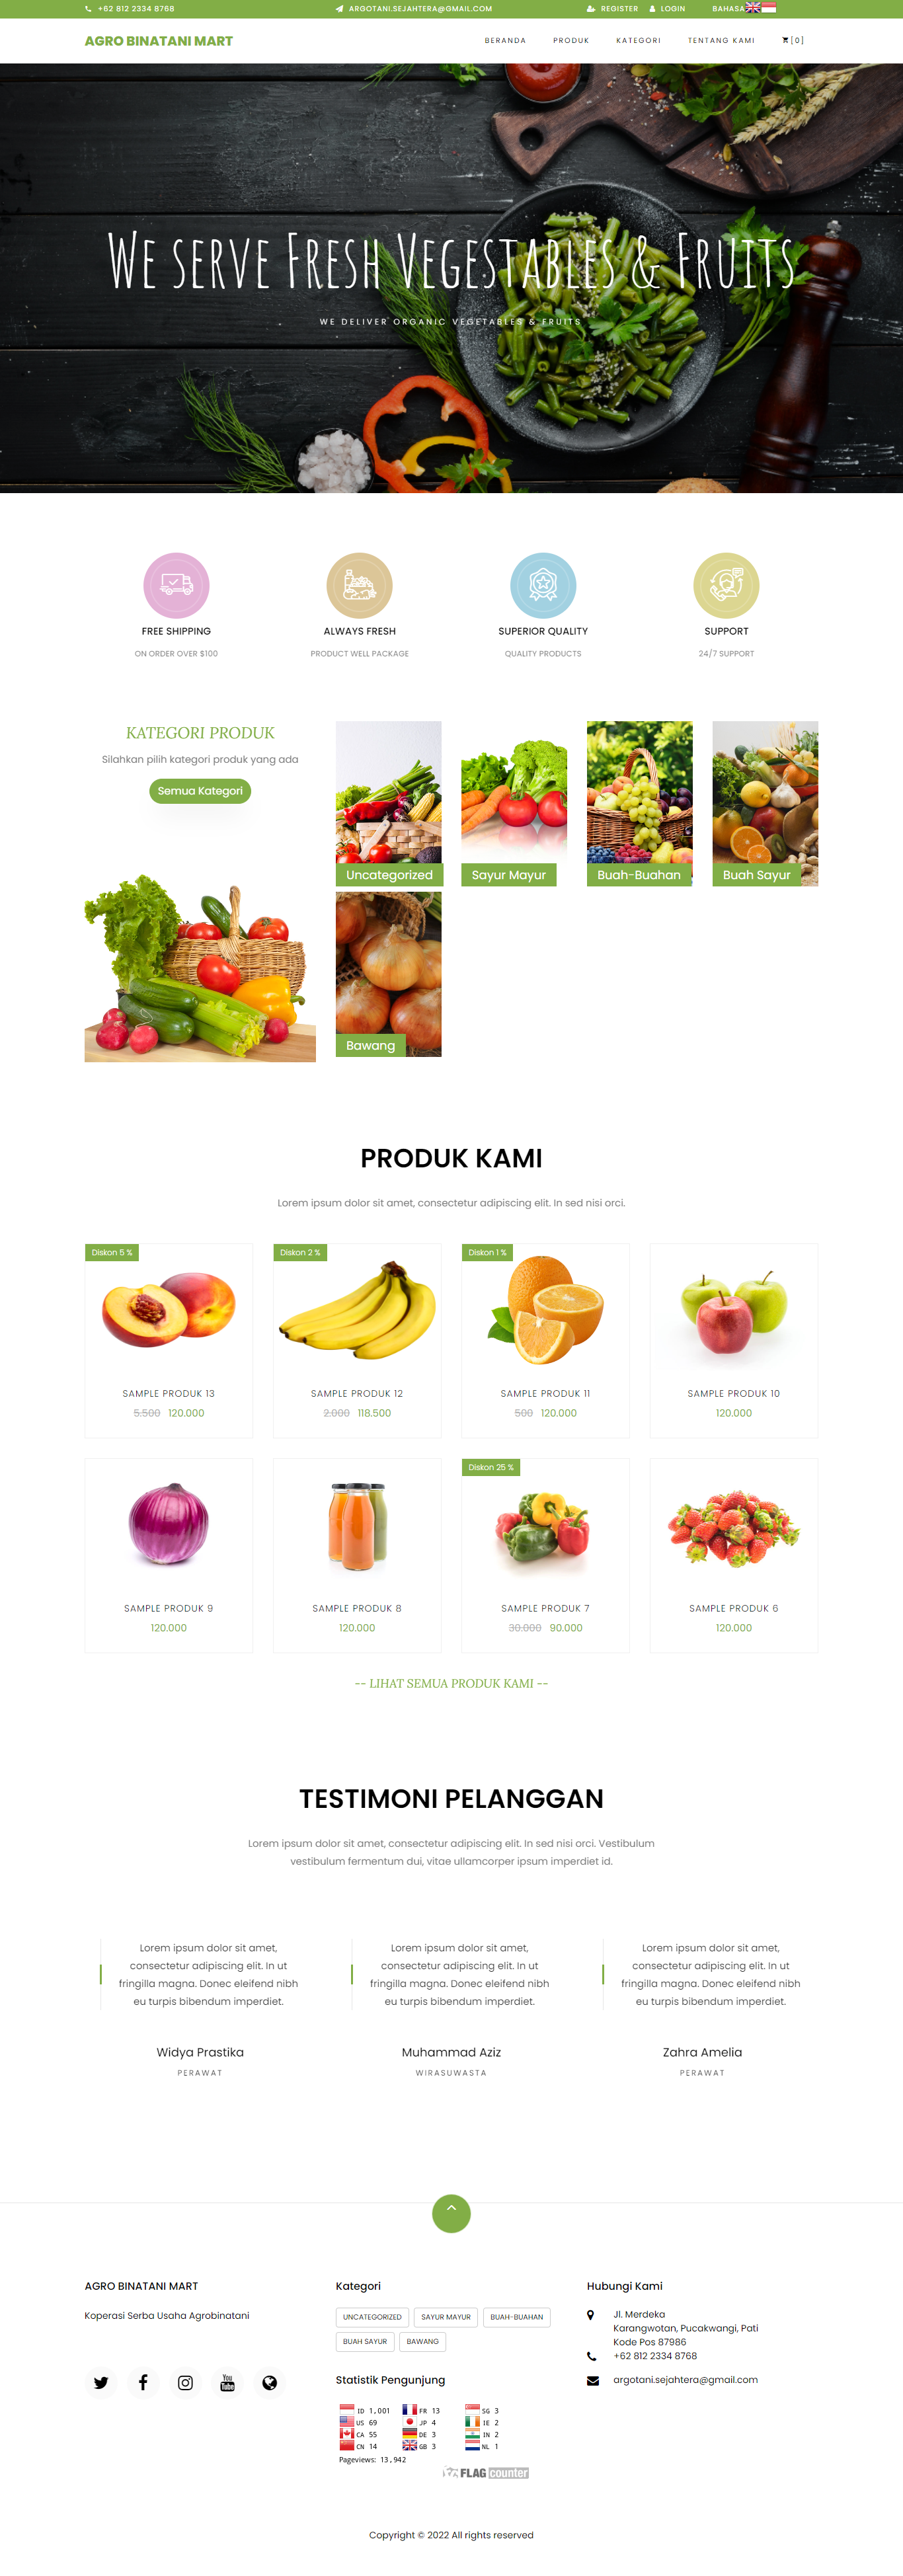 +62 812 2334 8768
ARGOTANI.SEJAHTERA@GMAIL.COM
REGISTER
LOGIN
BAHASA
AGRO BINATANI MART
BERANDA
PRODUK
KATEGORI
TENTANG KAMI
[0]
WE SERVE FRESH VEGESTABLES & FRUITS
WE DELIVER ORGANIC VEGETABLES & FRUITS
FREE SHIPPING
ON ORDER OVER $100
ALWAYS FRESH
PRODUCT WELL PACKAGE
SUPERIOR QUALITY
QUALITY PRODUCTS
SUPPORT
24/7 SUPPORT
KATEGORI PRODUK
Silahkan pilih kategori produk yang ada
Semua Kategori
Uncategorized
Sayur Mayur
Buah-Buahan
Buah Sayur
Bawang
PRODUK KAMI
Lorem ipsum dolor sit amet, consectetur adipiscing elit. In sed nisi orci.
Diskon 5 %
SAMPLE PRODUK 13
5.500 120.000
Diskon 2 %
SAMPLE PRODUK 12
2.000 118.500
Diskon 1 %
SAMPLE PRODUK 11
500 120.000
SAMPLE PRODUK 10
120.000
SAMPLE PRODUK 9
120.000
SAMPLE PRODUK 8
120.000
Diskon 25 %
SAMPLE PRODUK 7
30.000 90.000
SAMPLE PRODUK 6
120.000
-- LIHAT SEMUA PRODUK KAMI --
TESTIMONI PELANGGAN
Lorem ipsum dolor sit amet, consectetur adipiscing elit. In sed nisi orci. Vestibulum
vestibulum fermentum dui, vitae ullamcorper ipsum imperdiet id.
Lorem ipsum dolor sit amet,
consectetur adipiscing elit. In ut
fringilla magna. Donec eleifend nibh
eu turpis bibendum imperdiet.
Widya Prastika
PERAWAT
Lorem ipsum dolor sit amet,
consectetur adipiscing elit. In ut
fringilla magna. Donec eleifend nibh
eu turpis bibendum imperdiet.
Muhammad Aziz
WIRASUWASTA
Lorem ipsum dolor sit amet,
consectetur adipiscing elit. In ut
fringilla magna. Donec eleifend nibh
eu turpis bibendum imperdiet.
Zahra Amelia
PERAWAT
AGRO BINATANI MART
Koperasi Serba Usaha Agrobinatani
You
Tube
Kategori
UNCATEGORIZED
SAYUR MAYUR
BUAH-BUAHAN
BUAH SAYUR
BAWANG
Statistik Pengunjung
ID 1,001 FR 13 SG 3
US 69 JP 4 IE 2
CA 55 DE 3 IN 2
CN 14 GB 3 NL 1
Pageviews: 13,942
FLAG counter
Hubungi Kami
Jl. Merdeka
Karangwotan, Pucakwangi, Pati
Kode Pos 87986
+62 812 2334 8768
argotani.sejahtera@gmail.com
Copyright © 2022 All rights reserved